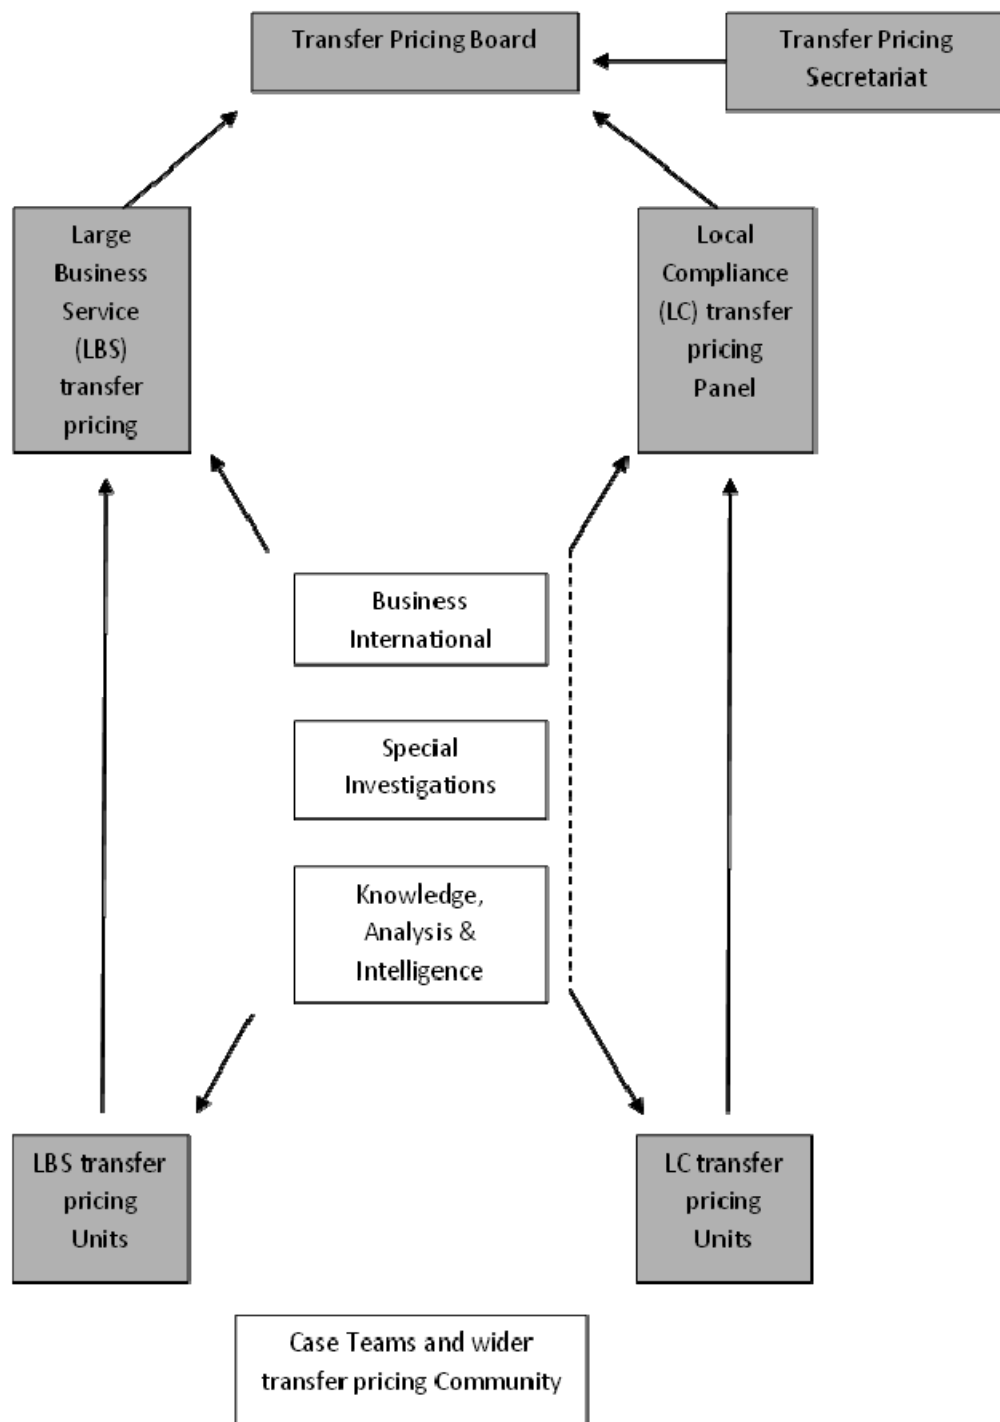 Transfer Pricing Board
Transfer Pricing
Secretariat
Large
Business
Service
(LBS)
transfer
pricing
Local
Compliance
(LC) transfer
pricing
Panel
Business
International
Special
Investigations
Knowledge,
Analysis &
Intelligence
LBS transfer
pricing
Units
LC transfer
pricing
Units
Case Teams and wider
transfer pricing Community